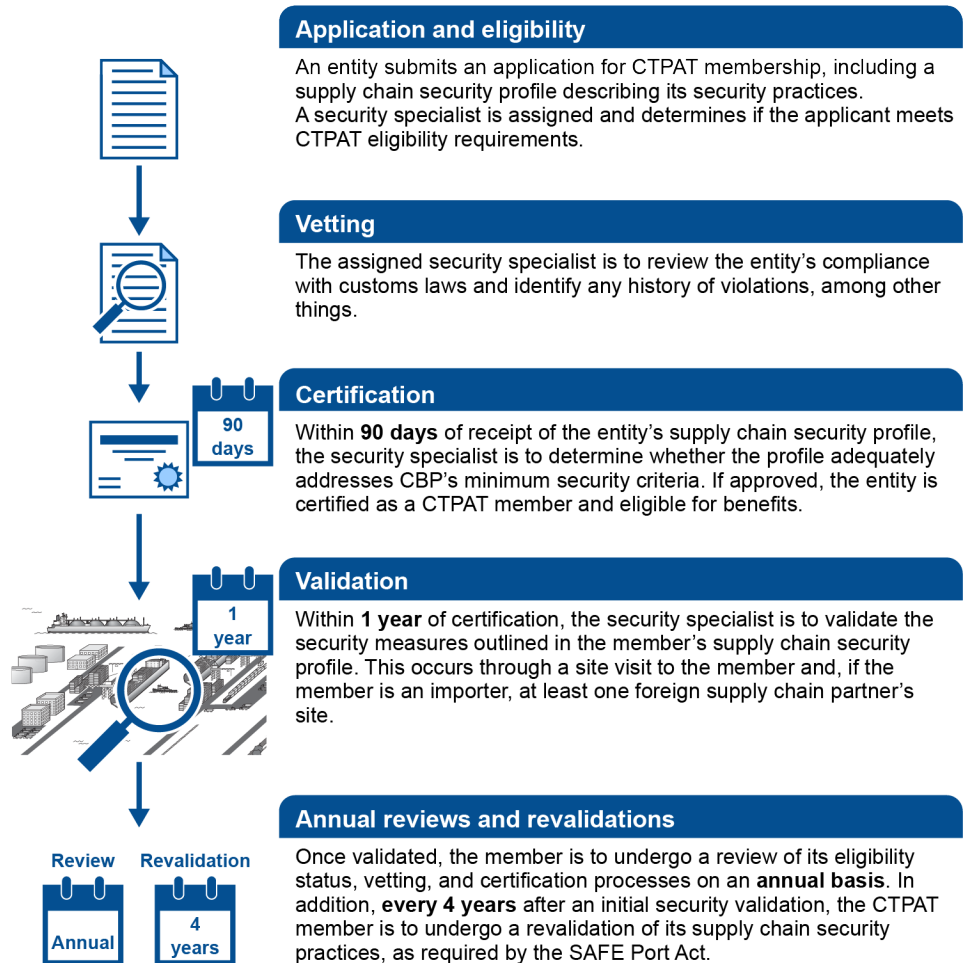 Application and eligibility
An entity submits an application for CTPAT membership, including a
supply chain security profile describing its security practices.
A security specialist is assigned and determines if the applicant meets
CTPAT eligibility requirements.
Vetting
The assigned security specialist is to review the entity’s compliance
with customs laws and identify any history of violations, among other
things.
90
days
Certification
Within 90 days of receipt of the entity’s supply chain security profile,
the security specialist is to determine whether the profile adequately
addresses CBP’s minimum security criteria. If approved, the entity is
certified as a CTPAT member and eligible for benefits.
1
year
Validation
Within 1 year of certification, the security specialist is to validate the
security measures outlined in the member’s supply chain security
profile. This occurs through a site visit to the member and, if the
member is an importer, at least one foreign supply chain partner’s
site.
Review
Annual
Revalidation
4
years
Annual reviews and revalidations
Once validated, the member is to undergo a review of its eligibility
status, vetting, and certification processes on an annual basis. In
addition, every 4 years after an initial security validation, the CTPAT
member is to undergo a revalidation of its supply chain security
practices, as required by the SAFE Port Act.